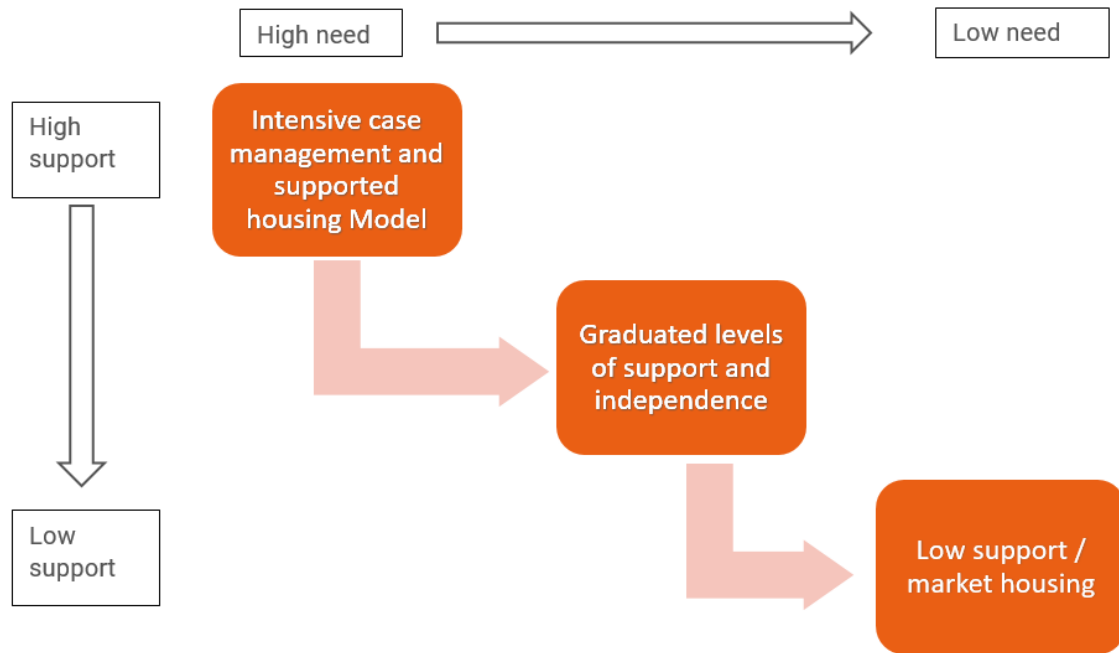 High need
Low need
High
support
Intensive case
management and
supported
housing Model
Graduated levels
of support and
independence
Low
support
Low support /
market housing